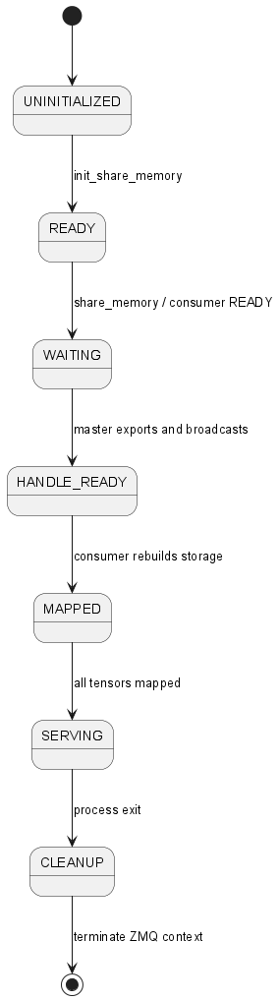 UNINITIALIZED
init_share_memory
READY
share_memory / consumer READY
WAITING
master exports and broadcasts
HANDLE_READY
consumer rebuilds storage
MAPPED
all tensors mapped
SERVING
process exit
CLEANUP
terminate ZMQ context